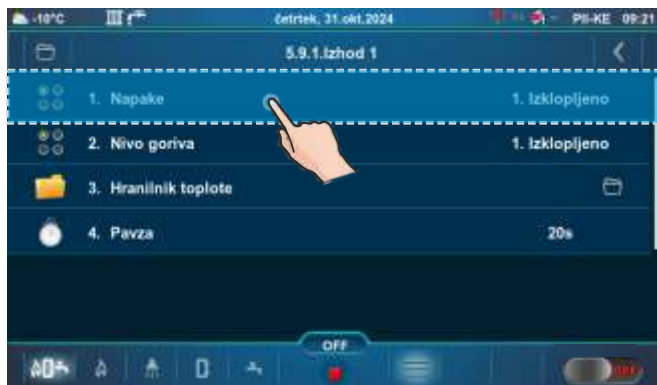 -10°C četrtek, 31.okt.2024 PII-KE 09:21
5.9.1.Izhod 1
1. Napake 1. Izklopljeno
2. Nivo goriva 1. Izklopljeno
3. Hranilnik toplote
4. Pavza 20s
OFF
OFF